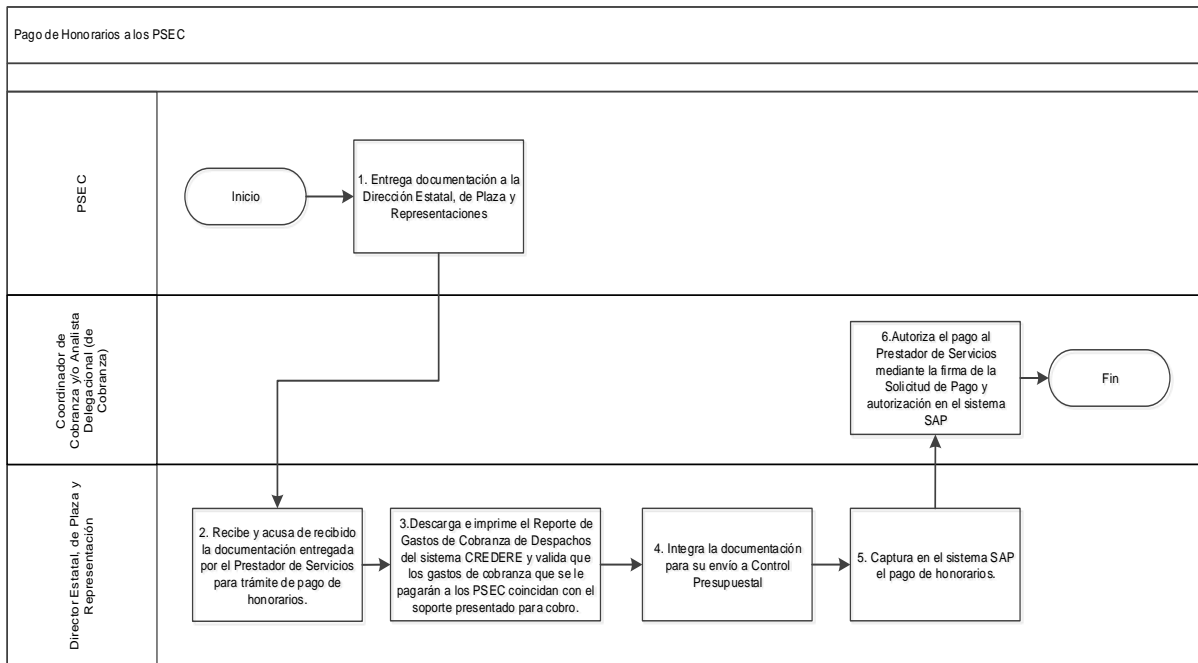 Pago de Honorarios a los PSEC
PSEC
Inicio
1. Entrega documentación a la
Dirección Estatal, de Plaza y
Representaciones
Coordinador de
Cobranza y/o Analista
Delegacional (de
Cobranza)
6.Autoriza el pago al
Prestador de Servicios
mediante la firma de la
Solicitud de Pago y
autorización en el sistema
SAP
Fin
Director Estatal, de Plaza y
Representación
2. Recibe y acusa de recibido
la documentación entregada
por el Prestador de Servicios
para trámite de pago de
honorarios.
3.Descarga e imprime el Reporte de
Gastos de Cobranza de Despachos
del sistema CREDERE y valida que
los gastos de cobranza que se le
pagarán a los PSEC coincidan con el
soporte presentado para cobro.
4. Integra la documentación
para su envío a Control
Presupuestal
5. Captura en el sistema SAP
el pago de honorarios.